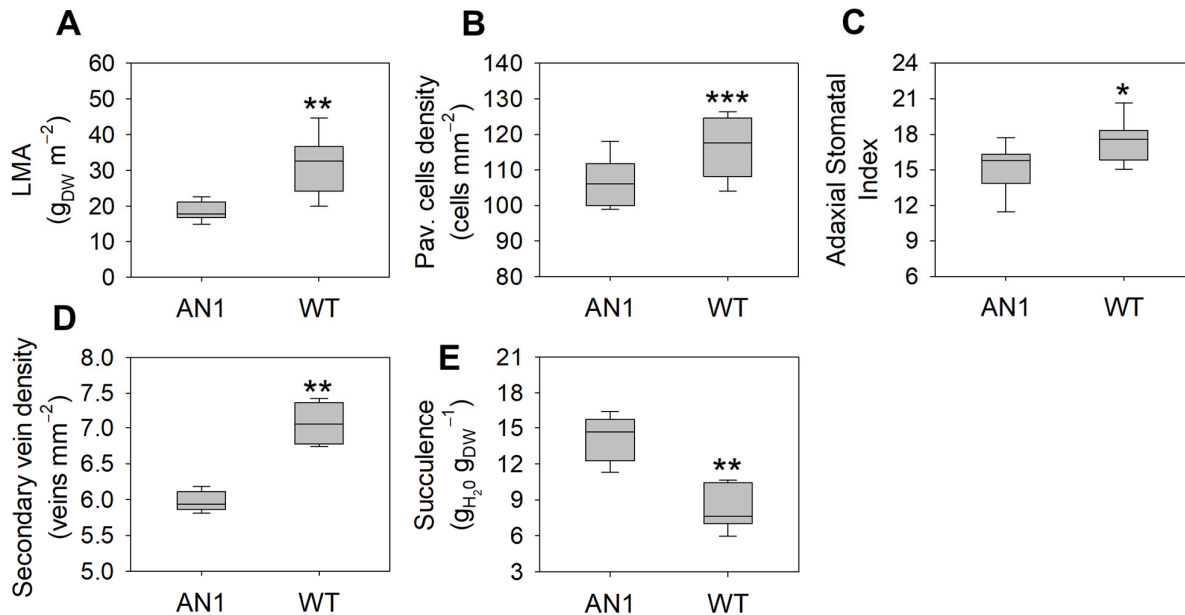 A
LMA
(gDW m−2)
60
50
40
30
20
10
0
**
AN1
WT
B
Pav. cells density
(cells mm−2)
140
130
120
110
100
90
80
***
AN1
WT
C
Adaxial Stomatal
Index
24
21
18
15
12
9
6
*
AN1
WT
D
Secondary vein density
(veins mm−2)
8.0
7.5
7.0
6.5
6.0
5.5
5.0
**
AN1
WT
E
Succulence
(gH20 gDW−1)
21
18
15
12
9
6
3
**
AN1
WT